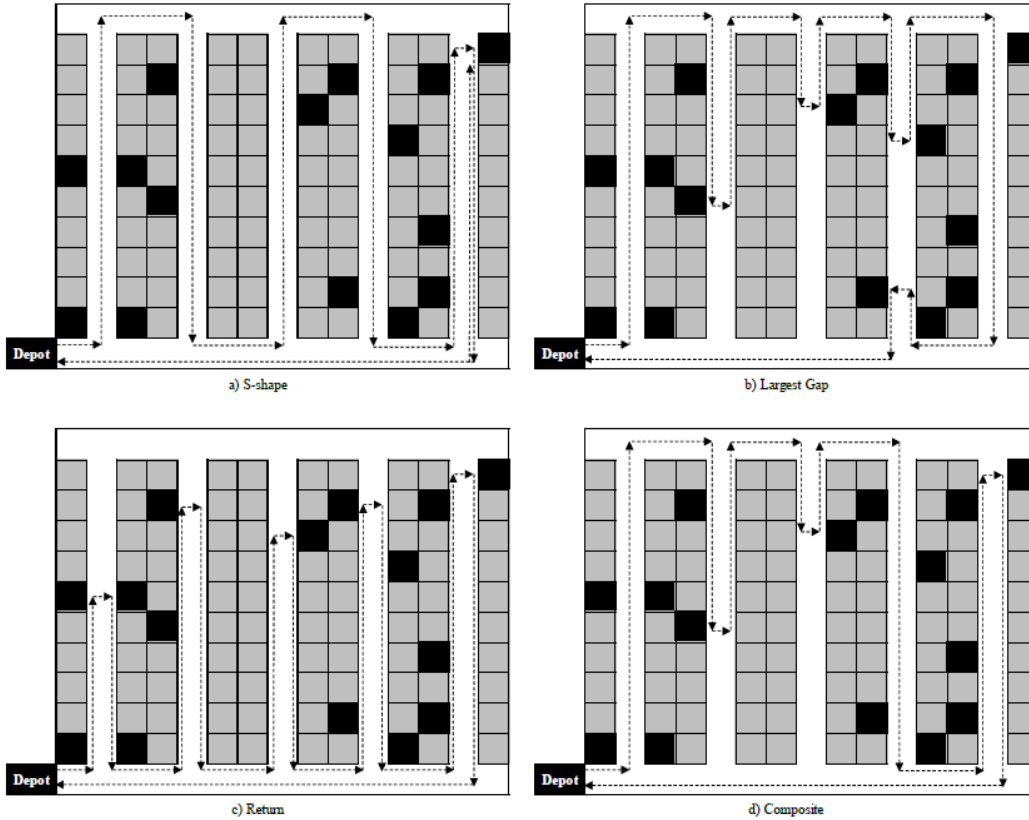 Depot
Depot
a) S-shape
b) Largest Gap
Depot
Depot
c) Return
d) Composite